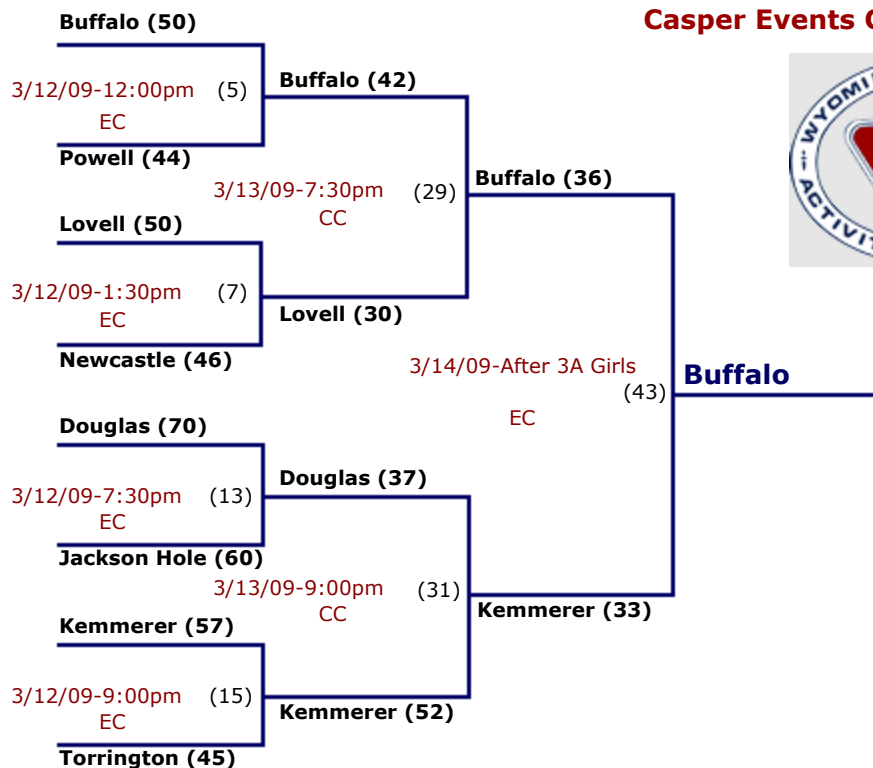 Buffalo (50)
Casper Events
3/12/09-12:00pm (5)
EC
Powell (44)
Buffalo (42)
3/13/09-7:30pm (29)
CC
Lovell (50)
3/12/09-1:30pm (7)
EC
Newcastle (46)
Lovell (30)
Buffalo (36)
3/14/09-After 3A Girls
(43)
EC
Buffalo
Douglas (70)
3/12/09-7:30pm (13)
EC
Jackson Hole (60)
Douglas (37)
3/13/09-9:00pm (31)
CC
Kemmerer (33)
Kemmerer (57)
3/12/09-9:00pm (15)
EC
Torrington (45)
Kemmerer (52)
WYOMI
ACTIVIT